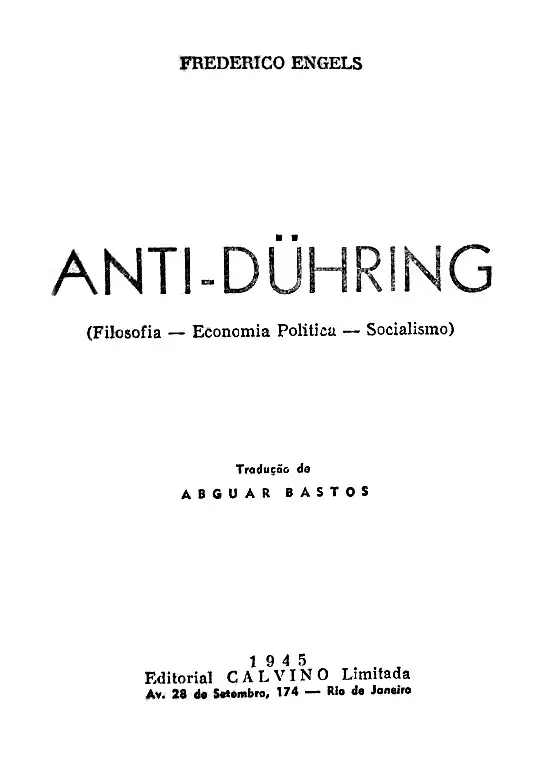 FREDERICO ENGELS
ANTI-DÜHRING
(Filosofia — Economia Politica — Socialismo)
Tradução de
ABGUAR BASTOS
1945
Editorial CALVINO Limitada
Av. 28 de Setembro, 174 — Rio de Janeiro